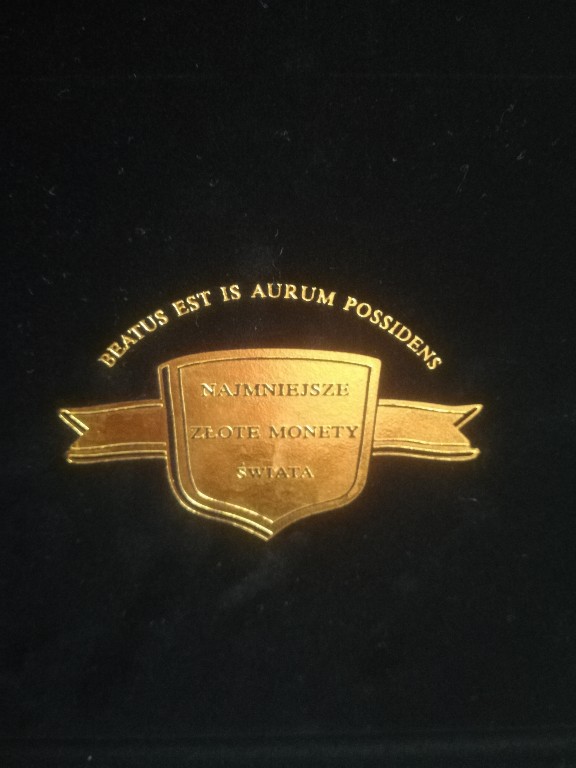 BEATUS EST IS AURUM POSSIDENS
NAJMNIEJSZE
ZŁOTE MONETY
ŚWIATA